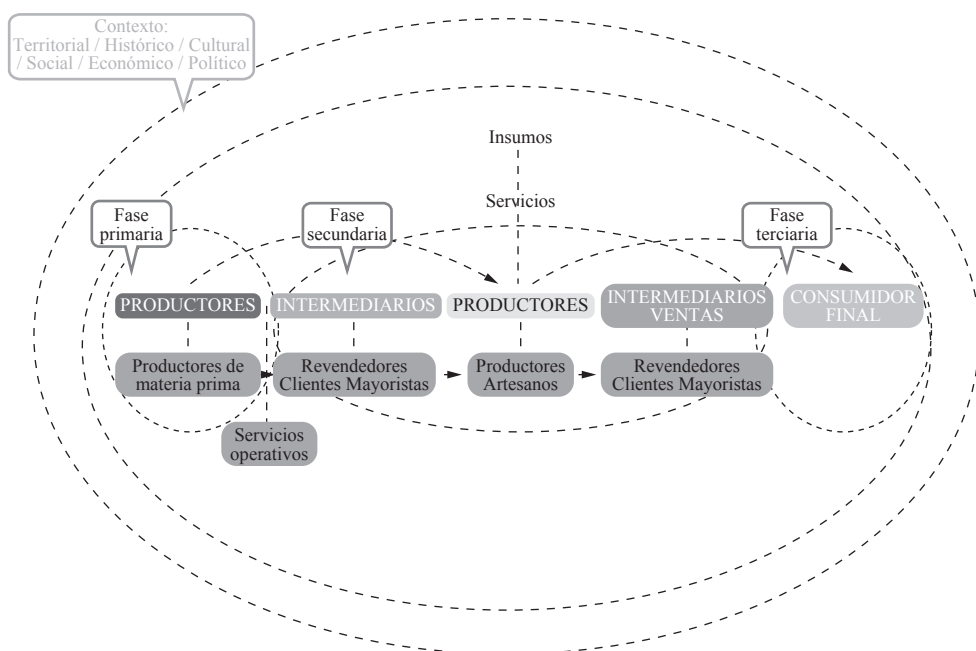 Contexto:
Territorial / Histórico / Cultural
/ Social / Económico / Político
Insumos
Servicios
Fase
primaria
Fase
secundaria
Fase
terciaria
PRODUCTORES
INTERMEDIARIOS
PRODUCTORES
INTERMEDIARIOS
VENTAS
CONSUMIDOR
FINAL
Productores de
materia prima
Revendedores
Clientes Mayoristas
Productores
Artesanos
Revendedores
Clientes Mayoristas
Servicios
operativos